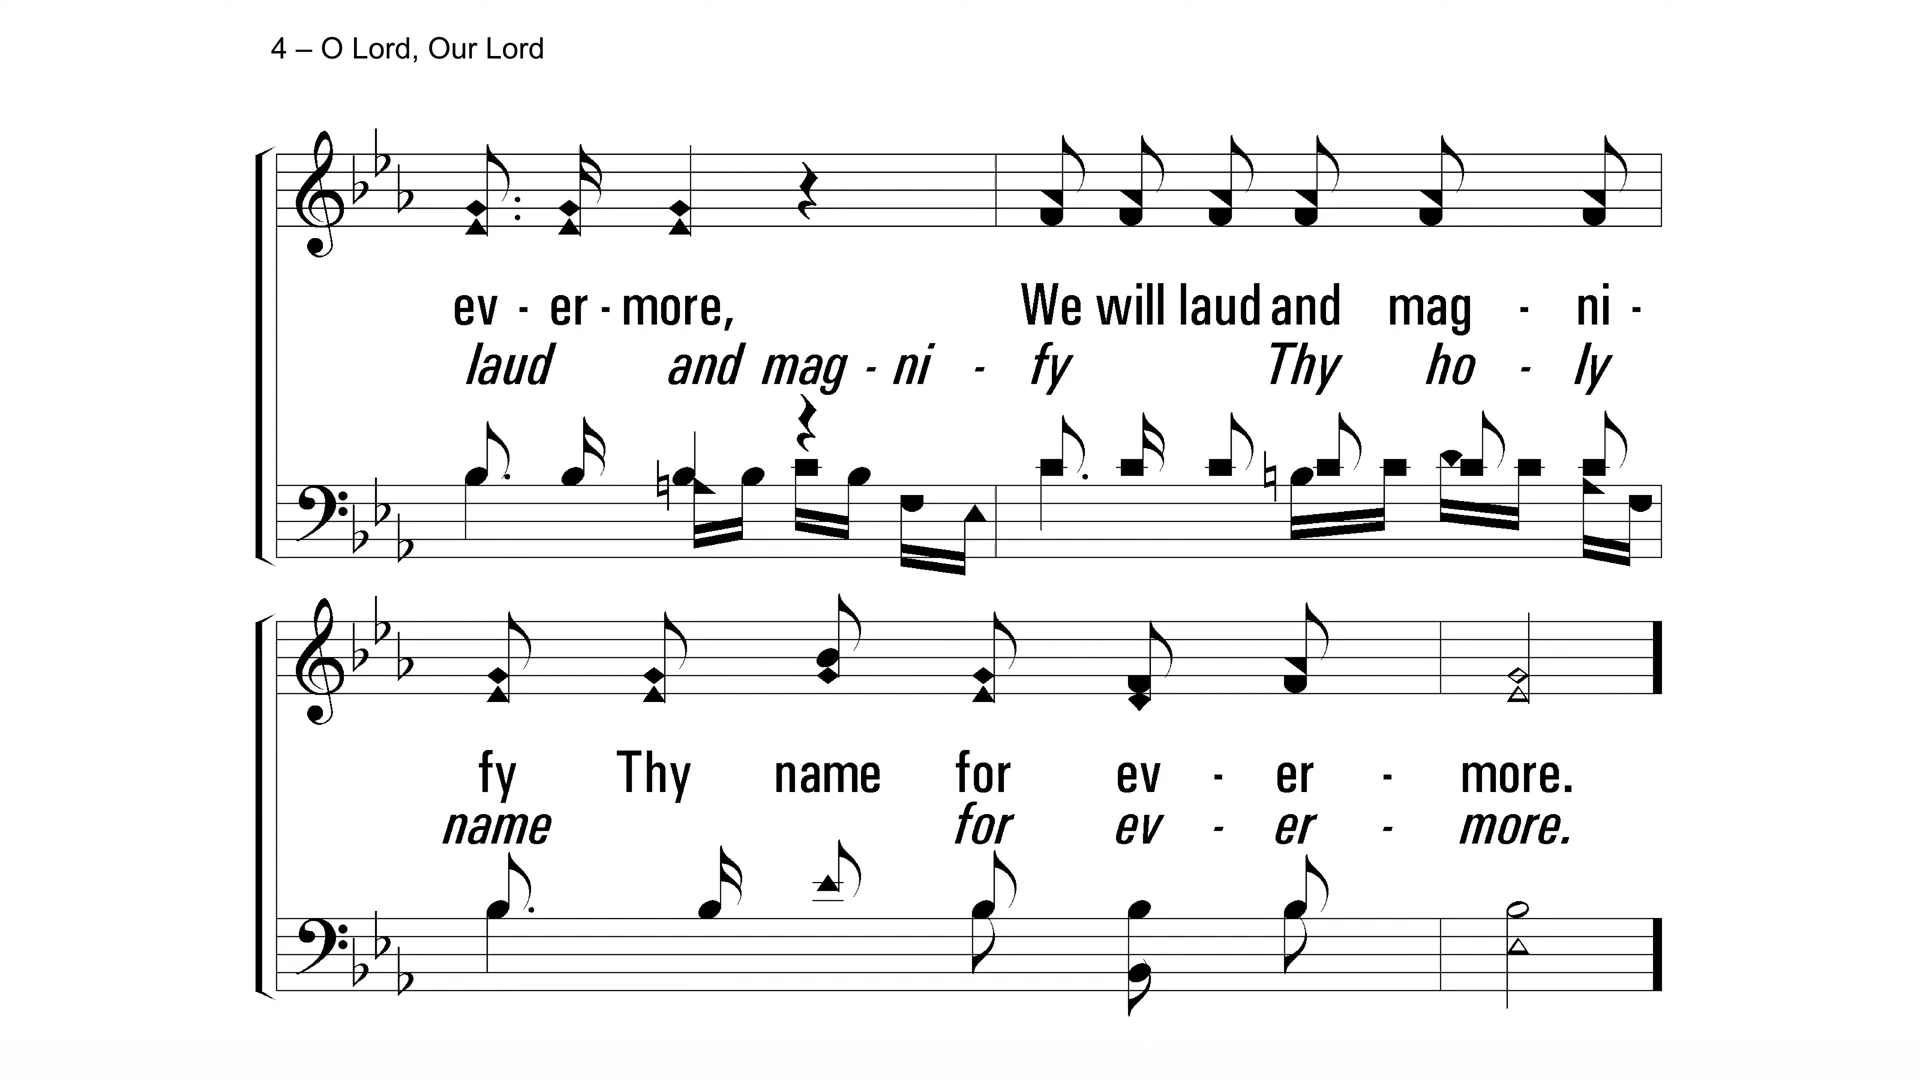 4 – O Lord, Our Lord
ev - er - more, We will laud and mag - ni -
laud and mag - ni - fy Thy ho - ly
fy Thy name for ev - er - more.
name for ev - er - more.